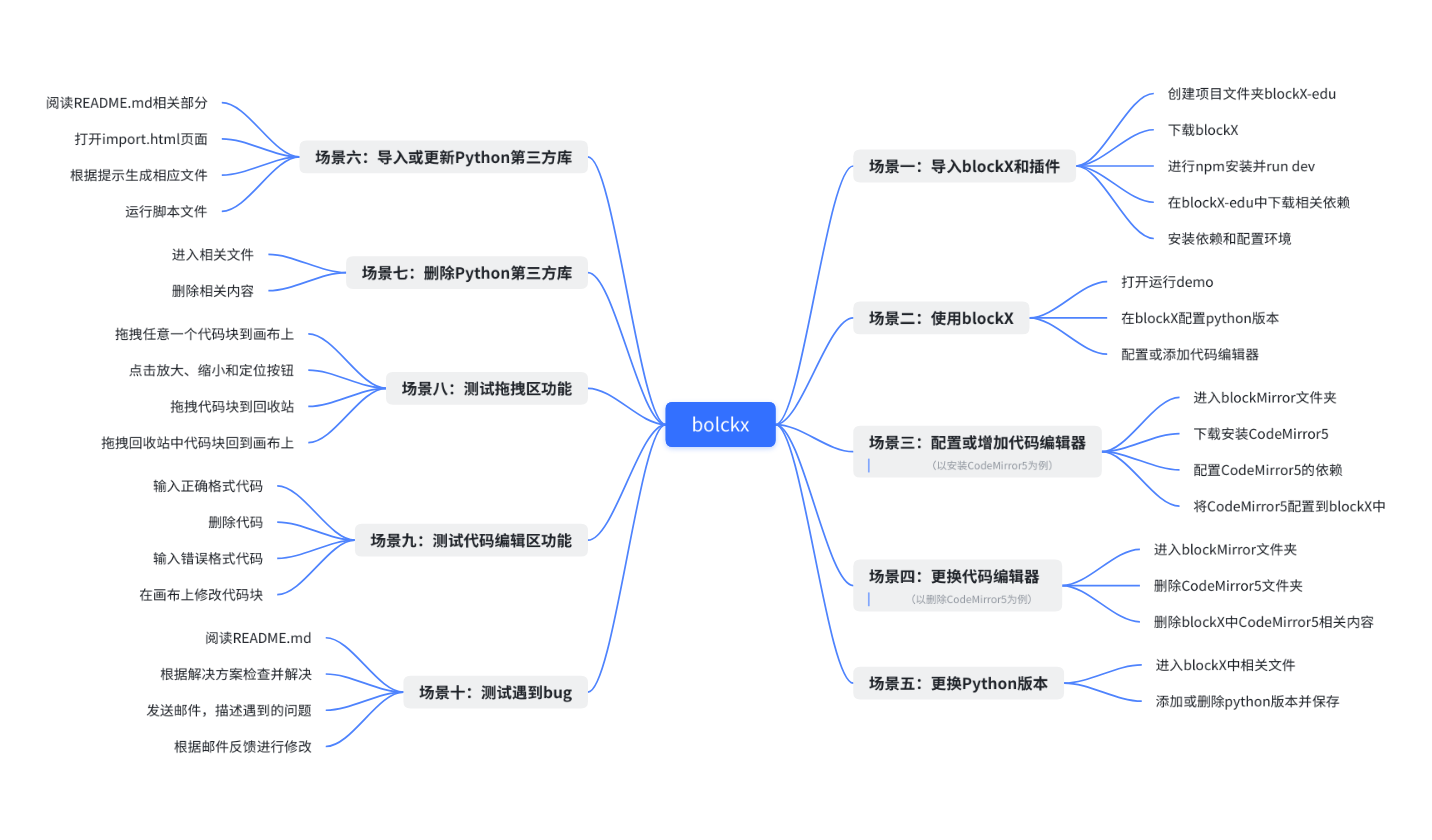 bolckx
场景一：导入blockX和插件
创建项目文件夹blockX-edu
下载blockX
进行npm安装并run dev
在blockX-edu中下载相关依赖
安装依赖和配置环境
场景二：使用blockX
打开运行demo
在blockX配置python版本
配置或添加代码编辑器
场景三：配置或增加代码编辑器
（以安装CodeMirror5为例）
进入blockMirror文件夹
下载安装CodeMirror5
配置CodeMirror5的依赖
将CodeMirror5配置到blockX中
场景四：更换代码编辑器
（以删除CodeMirror5为例）
进入blockMirror文件夹
删除CodeMirror5文件夹
删除blockX中CodeMirror5相关内容
场景五：更换Python版本
进入blockX中相关文件
添加或删除python版本并保存
场景六：导入或更新Python第三方库
阅读README.md相关部分
打开import.html页面
根据提示生成相应文件
运行脚本文件
场景七：删除Python第三方库
进入相关文件
删除相关内容
场景八：测试拖拽区功能
拖拽任意一个代码块到画布上
点击放大、缩小和定位按钮
拖拽代码块到回收站
拖拽回收站中代码块回到画布上
场景九：测试代码编辑区功能
输入正确格式代码
删除代码
输入错误格式代码
在画布上修改代码块
场景十：测试遇到bug
阅读README.md
根据解决方案检查并解决
发送邮件，描述遇到的问题
根据邮件反馈进行修改